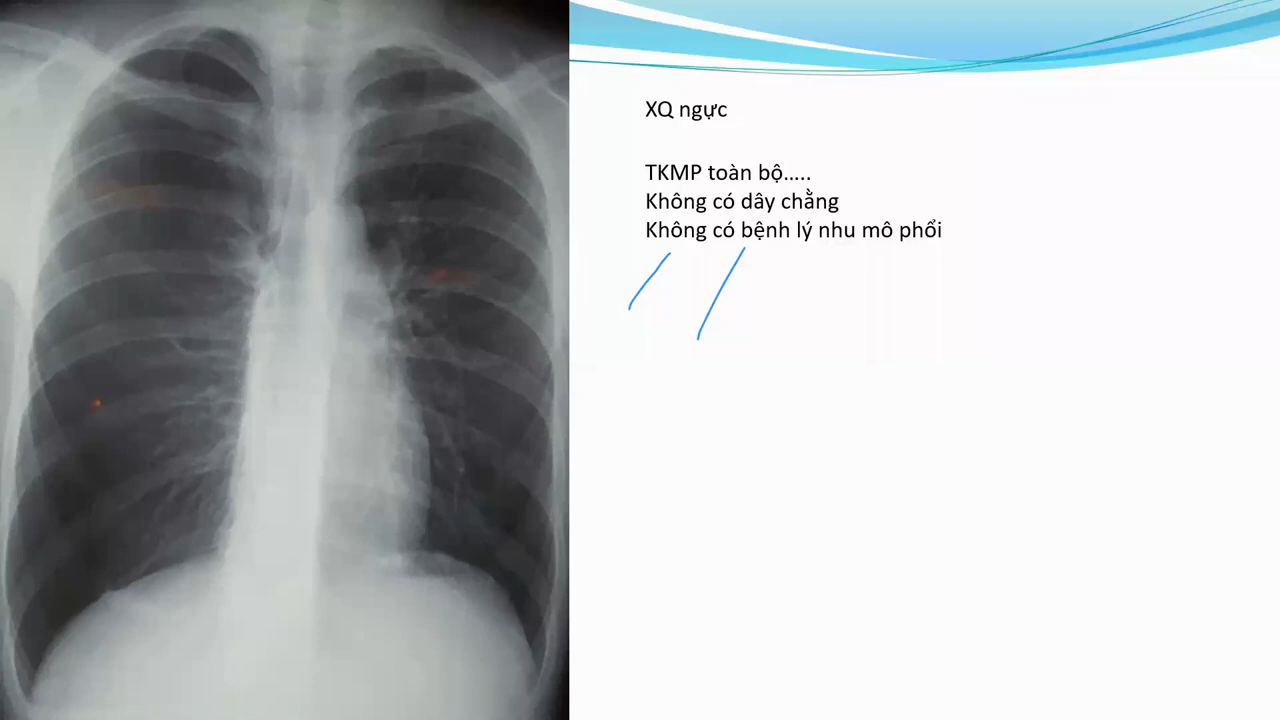 XQ ngực
TKMP toàn bộ.....
Không có dây chằng
Không có bệnh lý nhu mô phổi